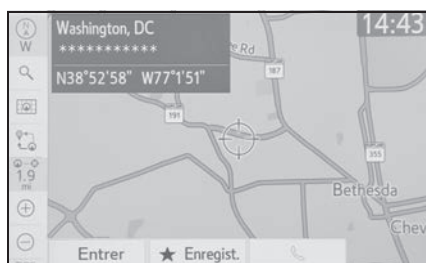 N
W
Washington, DC
***********
N38°52'58" W77°1'51"
14:43
e Rd
187
191
355
1.9
mi
Bethesda
Chev
Entrer
★ Enregist.